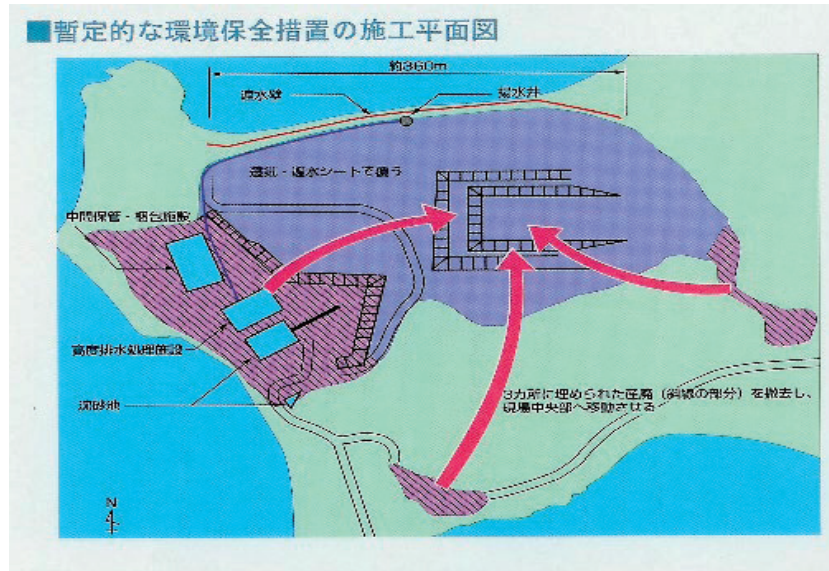 ■暫定的な環境保全措置の施工平面図
約360m
遮水壁
揚水井
透気・遮水シートで覆う
中間保管・梱包施設
高度排水処理施設
沈砂池
3カ所に埋められた産廃（斜線の部分）を撤去し、
現場中央部へ移動させる
N